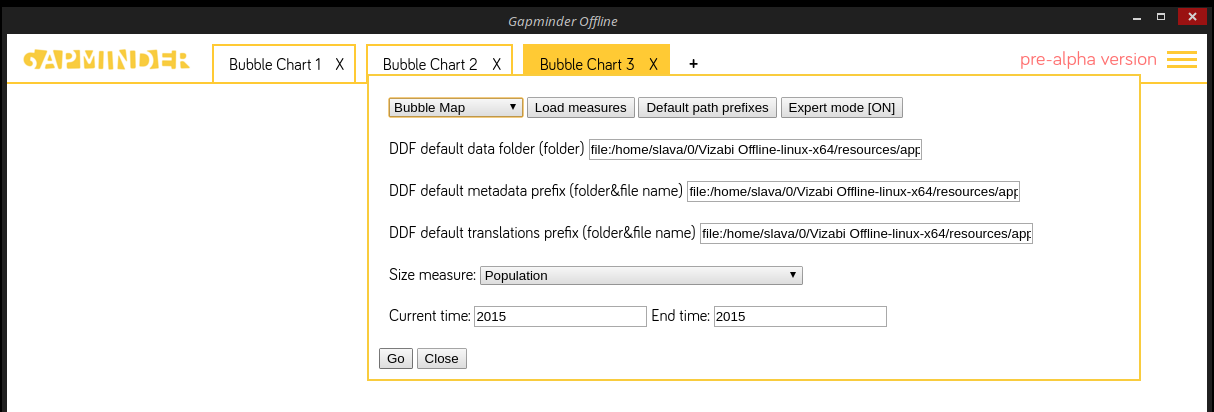 Gapminder Offline
GAPMINDER Bubble Chart 1 X Bubble Chart 2 X Bubble Chart 3 X + pre-alpha version
Bubble Map Load measures Default path prefixes Expert mode [ON]
DDF default data folder (folder) file:/home/slava/0/Vizabi Offline-linux-x64/resources/app
DDF default metadata prefix (folder&file name) file:/home/slava/0/Vizabi Offline-linux-x64/resources/app
DDF default translations prefix (folder&file name) file:/home/slava/0/Vizabi Offline-linux-x64/resources/app
Size measure: Population
Current time: 2015 End time: 2015
Go Close